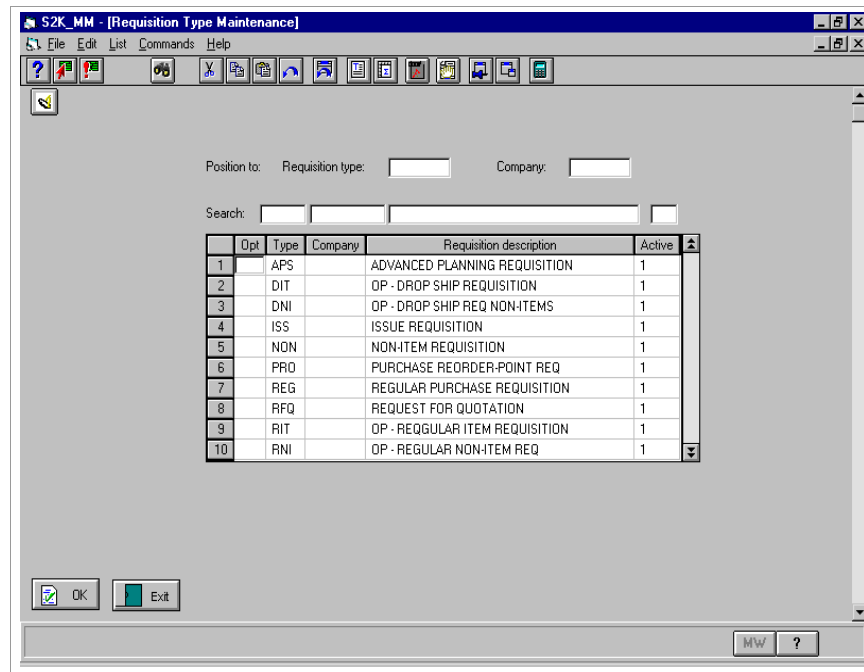 S2K_MM - [Requisition Type Maintenance]
File Edit List Commands Help
Position to: Requisition type: Company:
Search:
Opt Type Company Requisition description Active
1 APS ADVANCED PLANNING REQUISITION 1
2 DIT OP - DROP SHIP REQUISITION 1
3 DNI OP - DROP SHIP REQ NON-ITEMS 1
4 ISS ISSUE REQUISITION 1
5 NON NON-ITEM REQUISITION 1
6 PRO PURCHASE REORDER-POINT REQ 1
7 REG REGULAR PURCHASE REQUISITION 1
8 RFQ REQUEST FOR QUOTATION 1
9 RIT OP - REQGULAR ITEM REQUISITION 1
10 RNI OP - REGULAR NON-ITEM REQ 1
OK Exit
MW ?